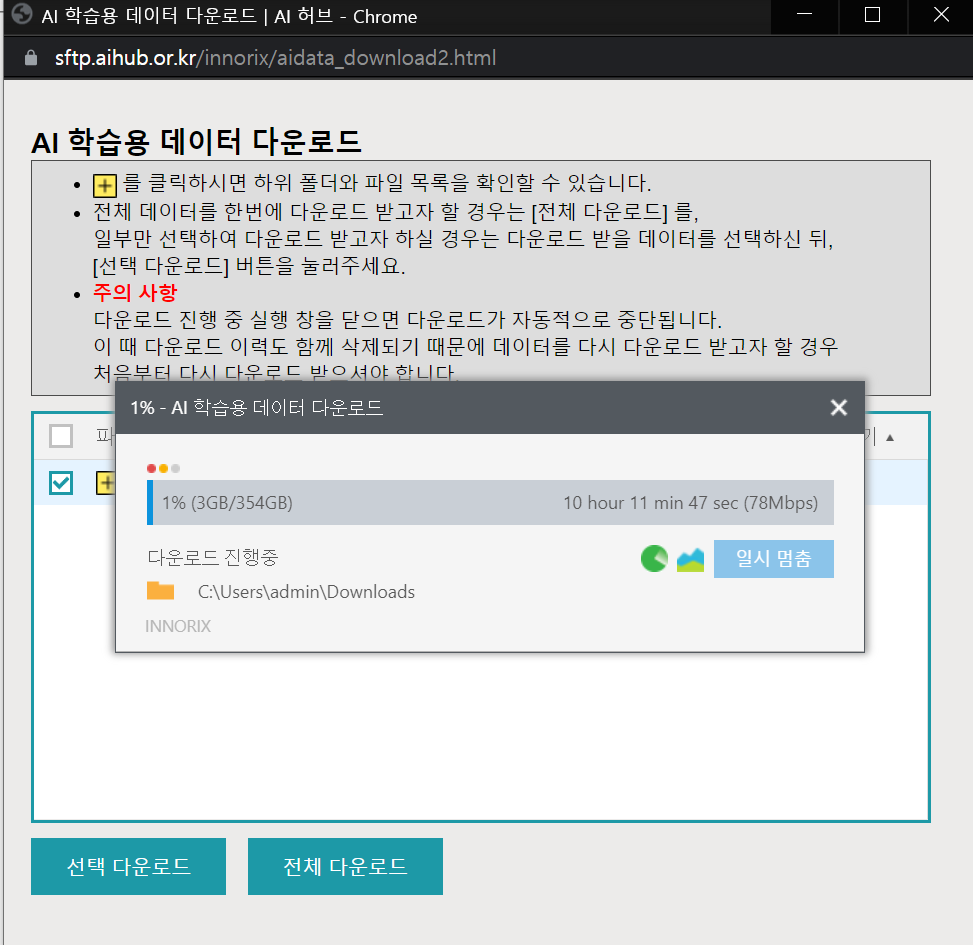 AI 학습용 데이터 다운로드 | AI 허브 - Chrome
sftp.aihub.or.kr/innorix/aidata_download2.html
AI 학습용 데이터 다운로드
를 클릭하시면 하위 폴더와 파일 목록을 확인할 수 있습니다.
전체 데이터를 한번에 다운로드 받고자 할 경우는 [전체 다운로드] 를,
일부만 선택하여 다운로드 받고자 하실 경우는 다운로드 받을 데이터를 선택하신 뒤,
[선택 다운로드] 버튼을 눌러주세요.
주의 사항
다운로드 진행 중 실행 창을 닫으면 다운로드가 자동적으로 중단됩니다.
이 때 다운로드 이력도 함께 삭제되기 때문에 데이터를 다시 다운로드 받고자 할 경우
처음부터 다시 다운로드 받으셔야 합니다.
1% - AI 학습용 데이터 다운로드
1% (3GB/354GB) 10 hour 11 min 47 sec (78Mbps)
다운로드 진행중 일시 멈춤
C:\Users\admin\Downloads
INNORIX
선택 다운로드 전체 다운로드